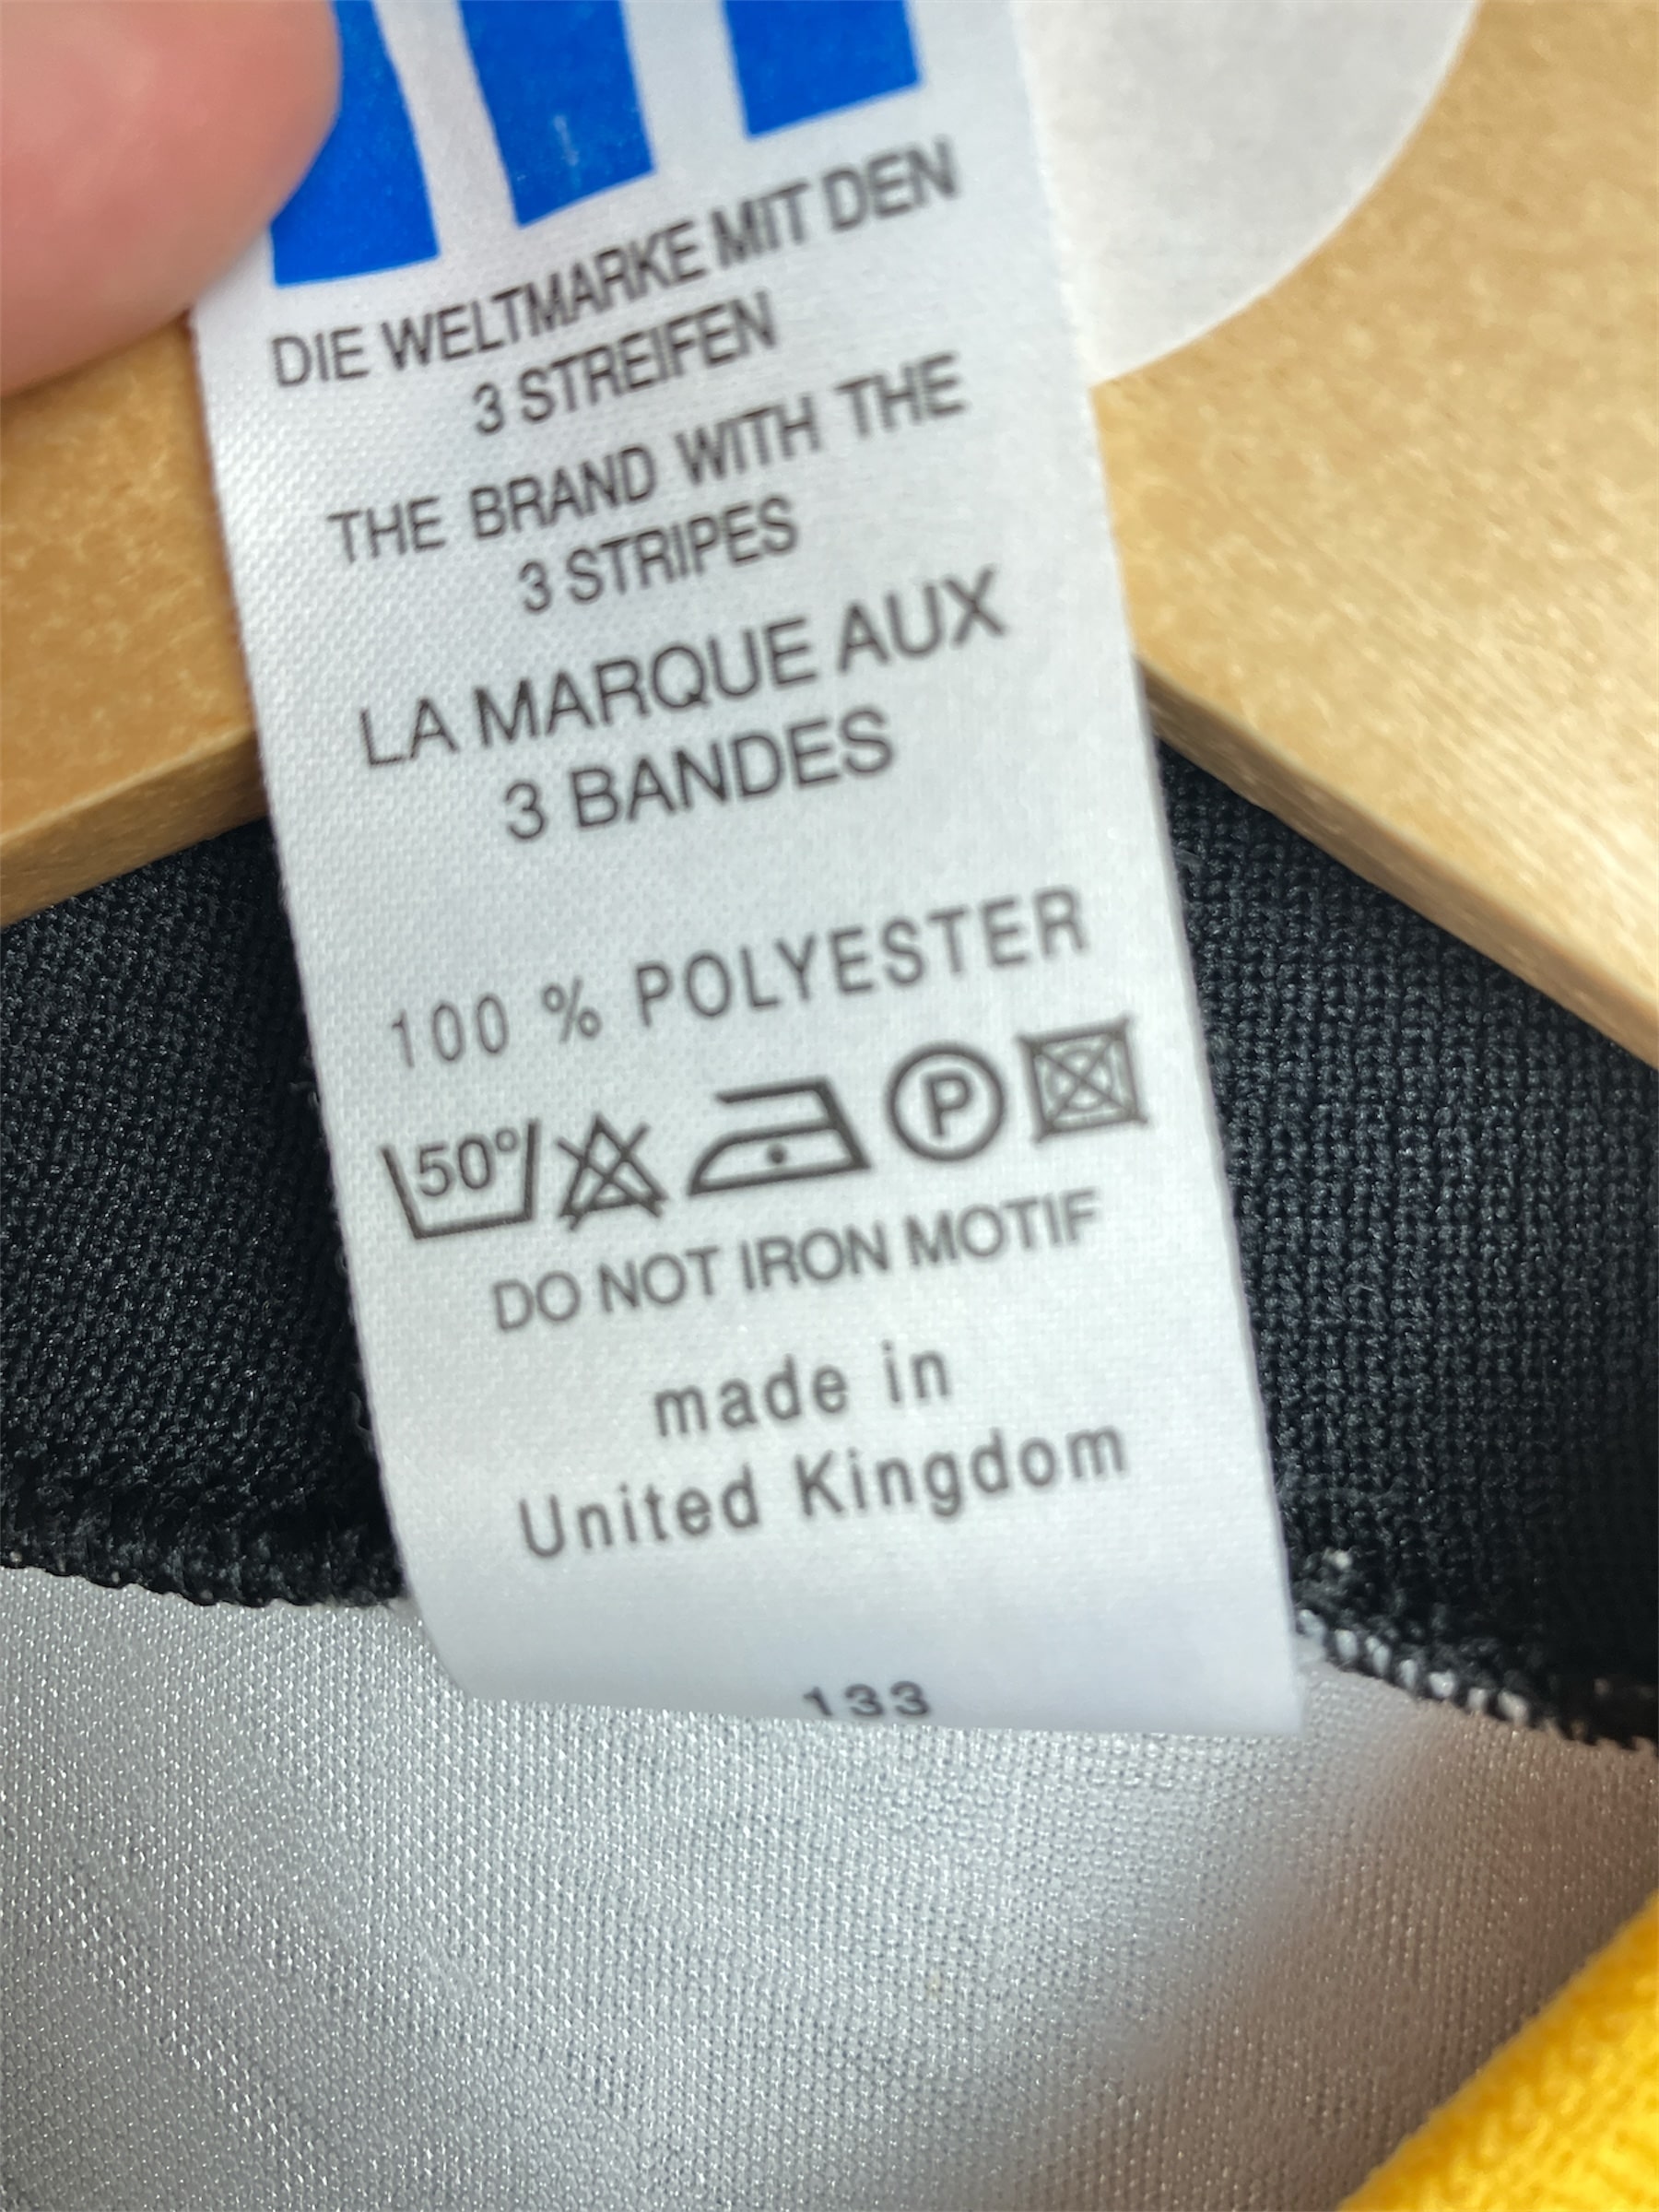 DIE WELTMARKE MIT DEN
3 STREIFEN
THE BRAND WITH THE
3 STRIPES
LA MARQUE AUX
3 BANDES
100 % POLYESTER
50°
P
DO NOT IRON MOTIF
made in
United Kingdom
133